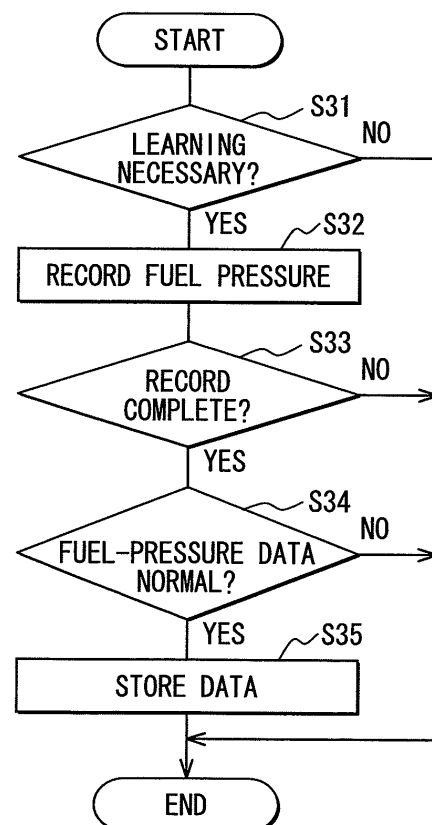 START
S31
LEARNING
NECESSARY?
NO
YES
S32
RECORD FUEL PRESSURE
S33
RECORD
COMPLETE?
NO
YES
S34
FUEL-PRESSURE DATA
NORMAL?
NO
YES
S35
STORE DATA
END